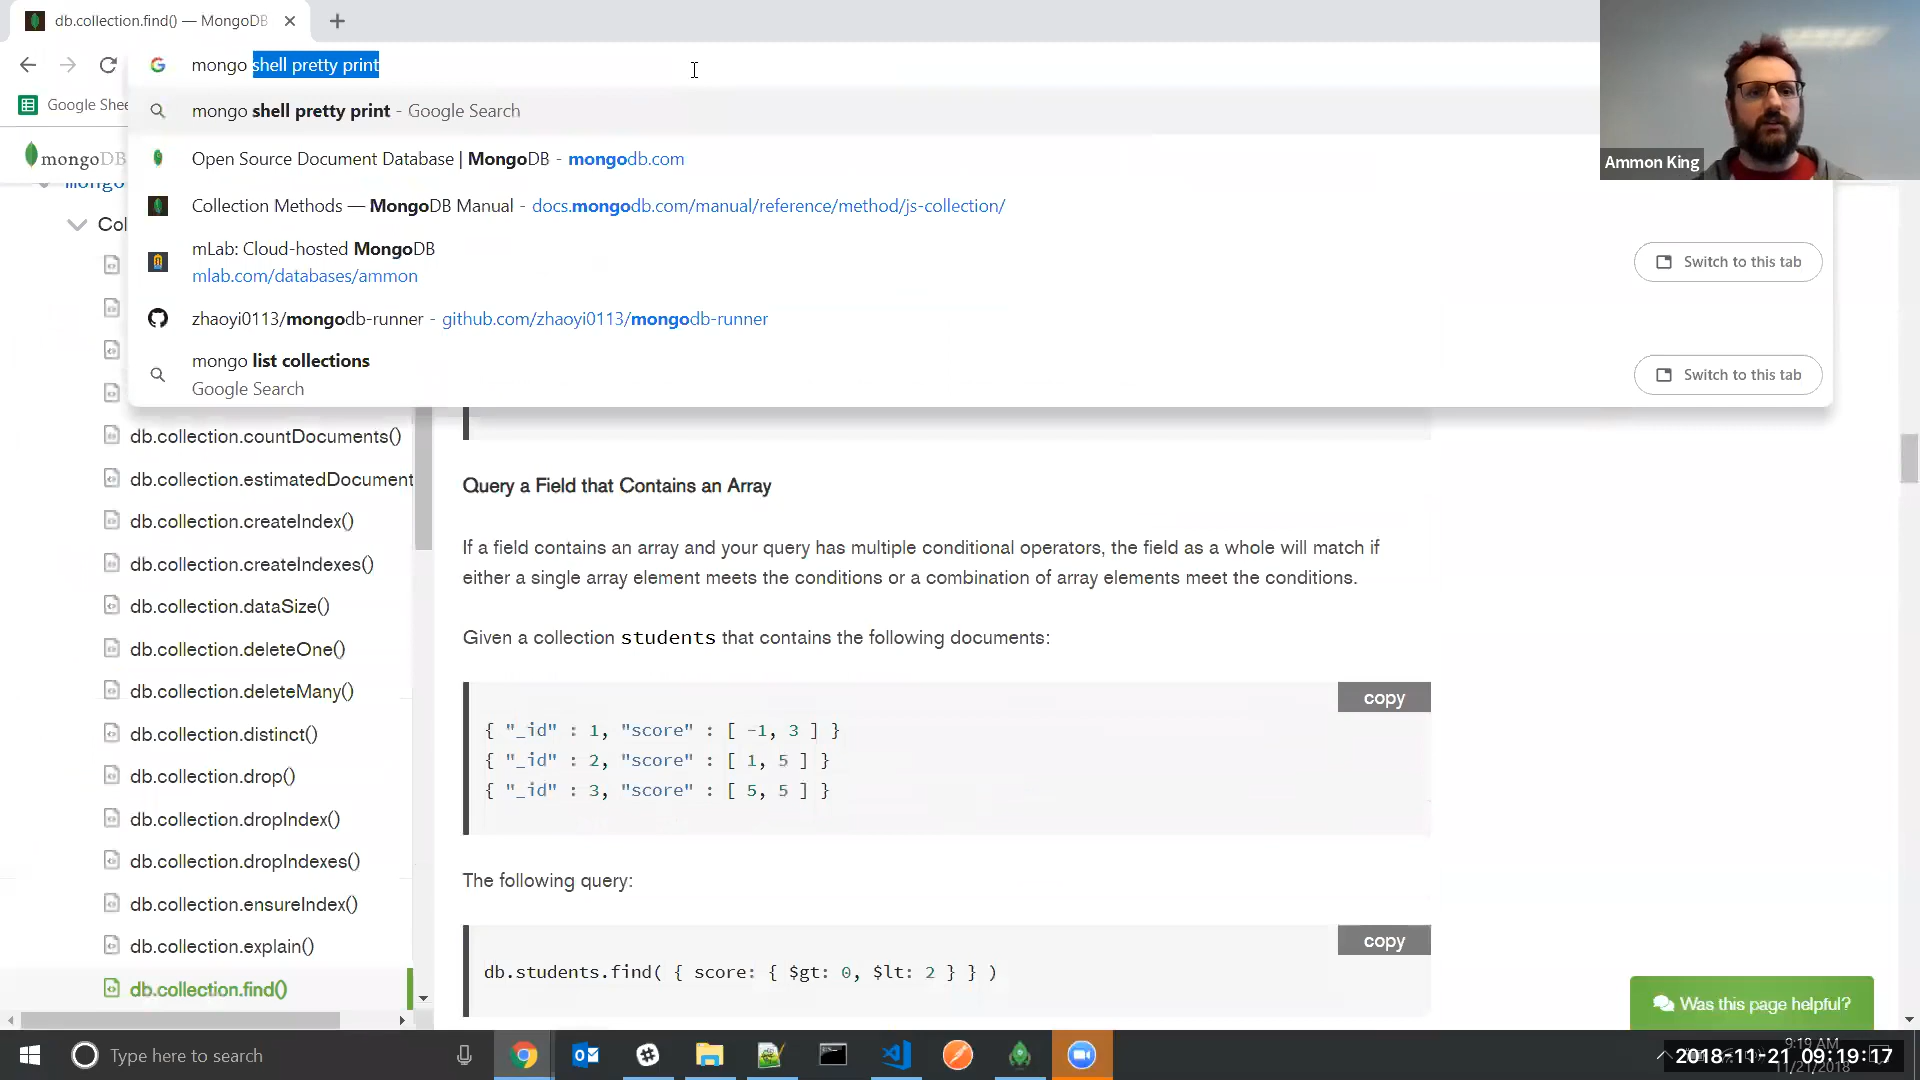 db.collection.find() — MongoDB
mongo shell pretty print
mongo shell pretty print - Google Search
Google Shee
Open Source Document Database | MongoDB - mongodb.com
mongoDB
Ammon King
mongo
Collection Methods — MongoDB Manual - docs.mongodb.com/manual/reference/method/js-collection/
Col
mLab: Cloud-hosted MongoDB
mlab.com/databases/ammon
Switch to this tab
zhaoyi0113/mongodb-runner - github.com/zhaoyi0113/mongodb-runner
mongo list collections
Google Search
Switch to this tab
db.collection.countDocuments()
db.collection.estimatedDocument
db.collection.createIndex()
db.collection.createIndexes()
db.collection.dataSize()
db.collection.deleteOne()
db.collection.deleteMany()
db.collection.distinct()
db.collection.drop()
db.collection.dropIndex()
db.collection.dropIndexes()
db.collection.ensureIndex()
db.collection.explain()
db.collection.find()
Query a Field that Contains an Array
If a field contains an array and your query has multiple conditional operators, the field as a whole will match if
either a single array element meets the conditions or a combination of array elements meet the conditions.
Given a collection students that contains the following documents:
copy
{ "_id" : 1, "score" : [ -1, 3 ] }
{ "_id" : 2, "score" : [ 1, 5 ] }
{ "_id" : 3, "score" : [ 5, 5 ] }
The following query:
copy
db.students.find( { score: { $gt: 0, $lt: 2 } } )
Was this page helpful?
Type here to search
9:19 AM
2018-11-21 09:19:17
11/21/2018